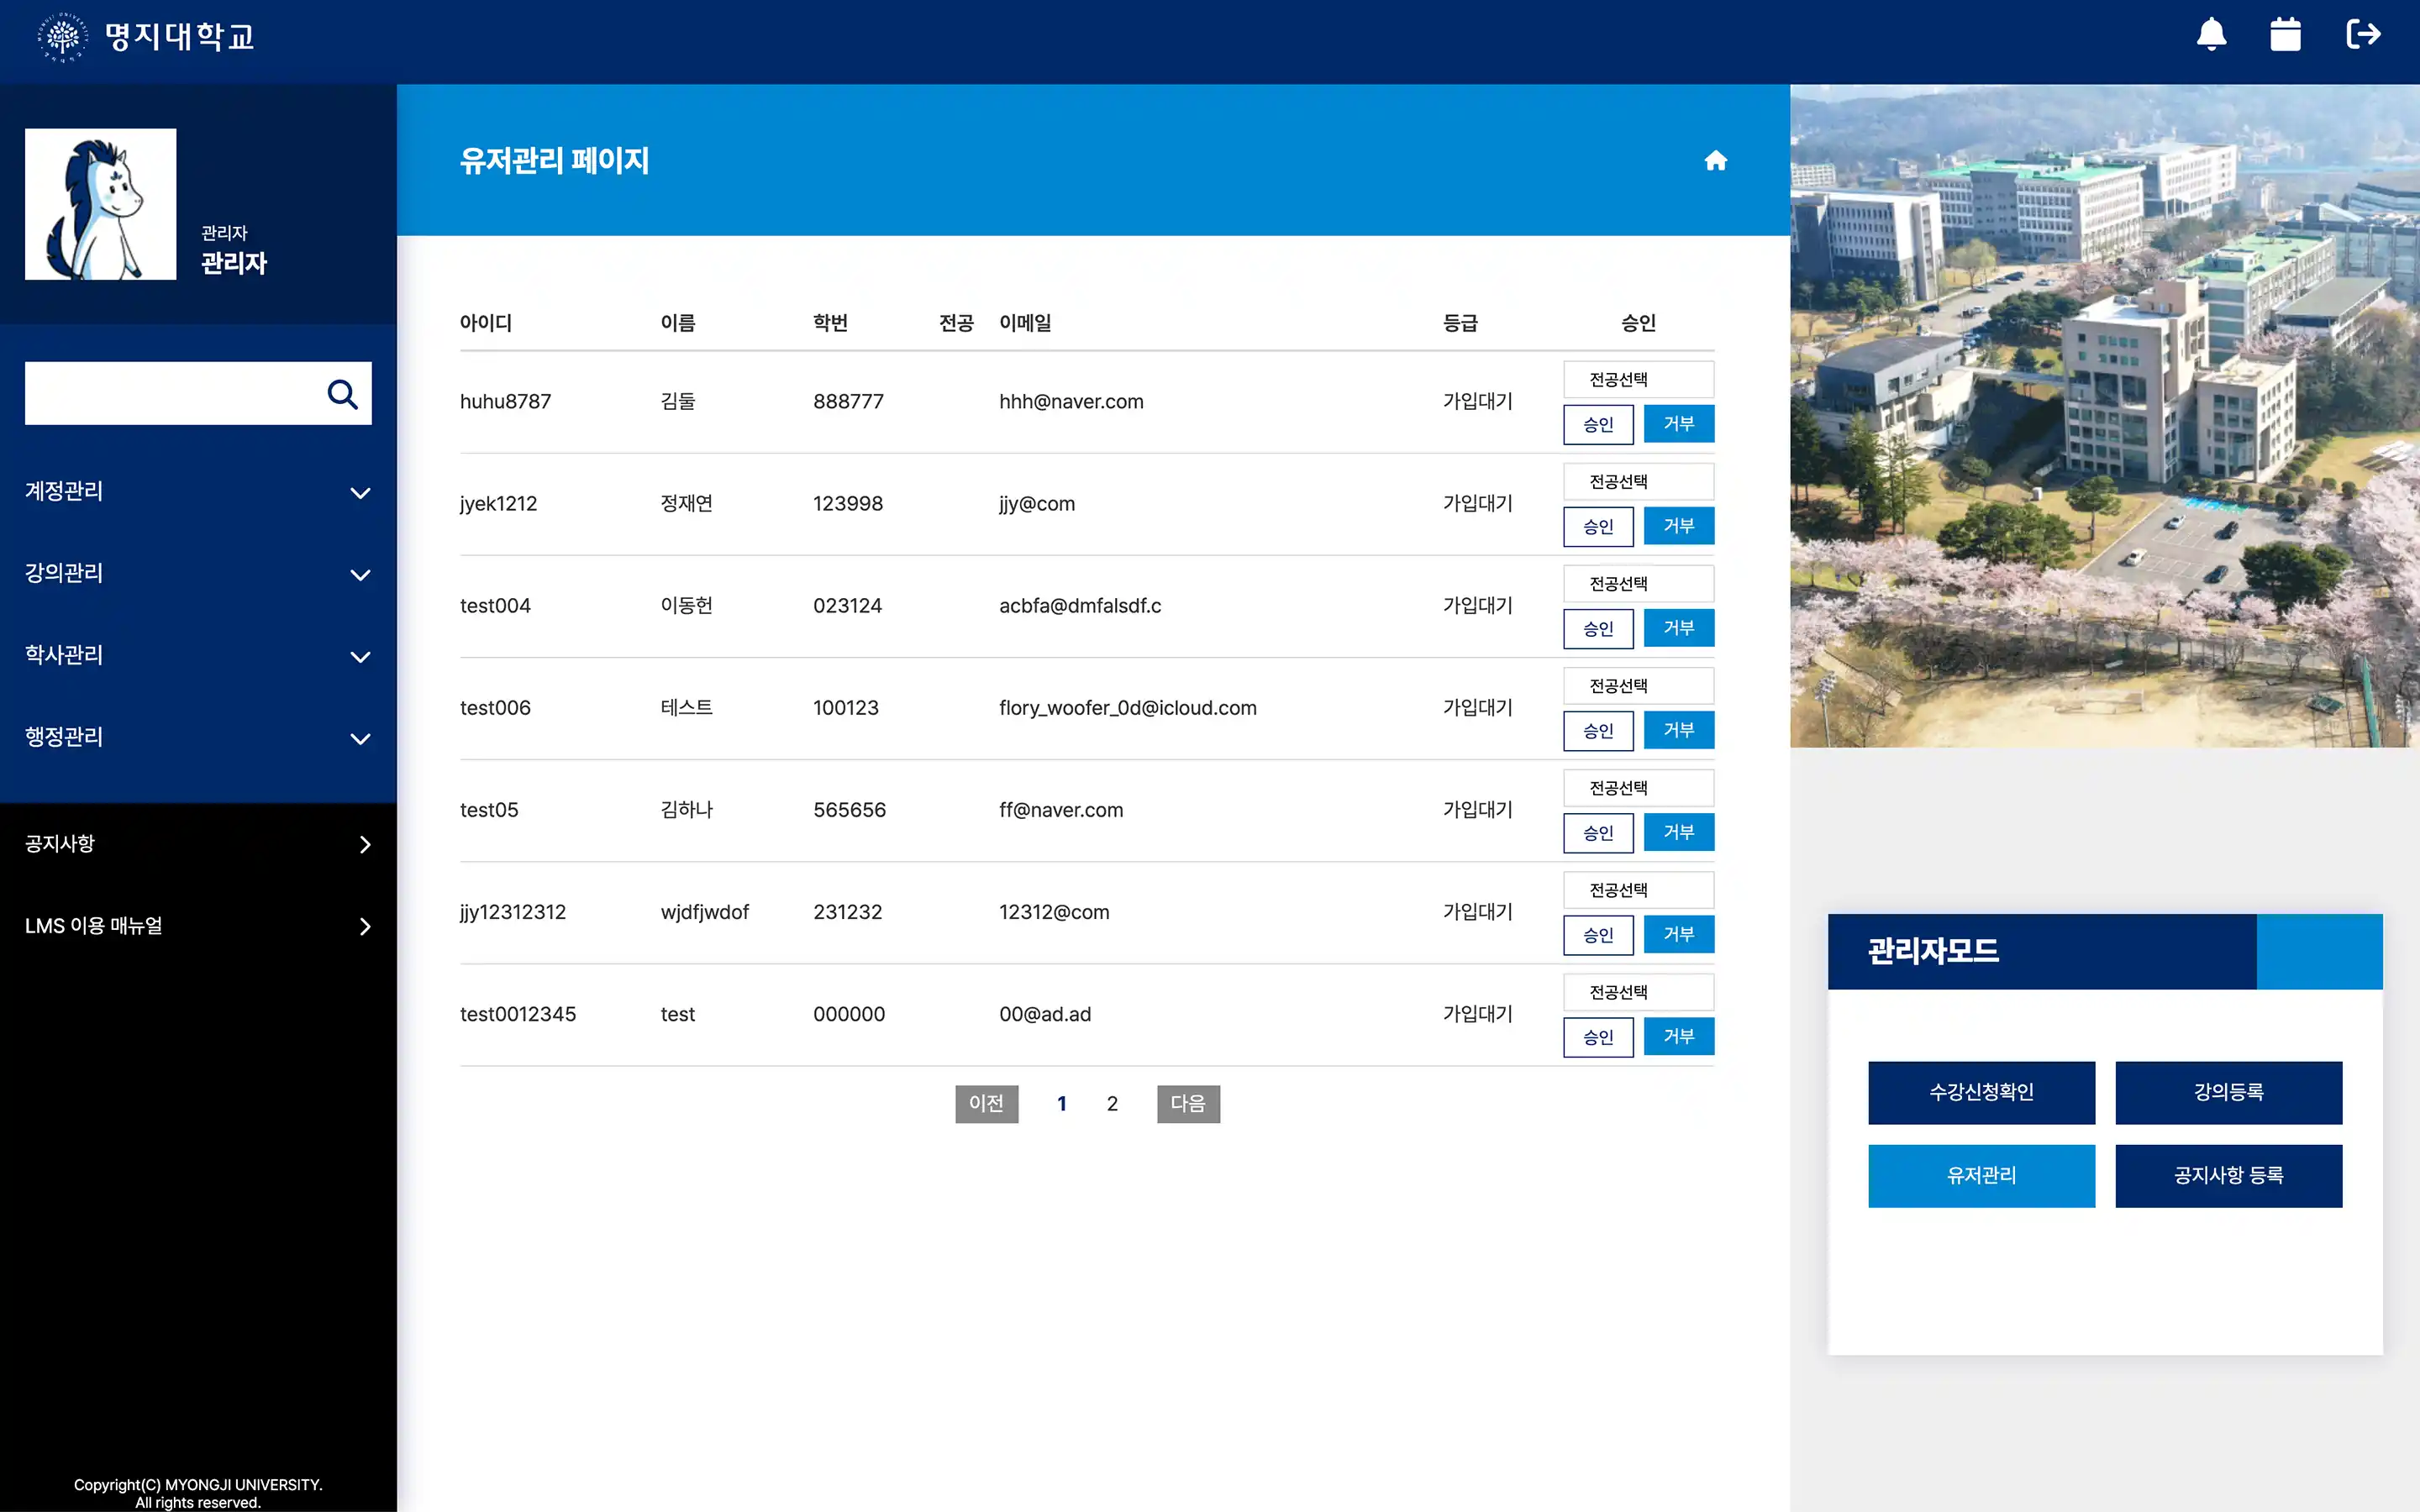 명지대학교
관리자
관리자
계정관리
강의관리
학사관리
행정관리
공지사항
LMS 이용 매뉴얼
Copyright(C) MYONGJI UNIVERSITY.
All rights reserved.
유저관리 페이지
아이디 이름 학번 전공 이메일 등급 승인
huhu8787 김둘 888777 hhh@naver.com 가입대기 전공선택
승인 거부
jyek1212 정재연 123998 jjy@com 가입대기 전공선택
승인 거부
test004 이동헌 023124 acbfa@dmfalsdf.c 가입대기 전공선택
승인 거부
test006 테스트 100123 flory_woofer_0d@icloud.com 가입대기 전공선택
승인 거부
test05 김하나 565656 ff@naver.com 가입대기 전공선택
승인 거부
jjy12312312 wjdfjwdof 231232 12312@com 가입대기 전공선택
승인 거부
test0012345 test 000000 00@ad.ad 가입대기 전공선택
승인 거부
이전 1 2 다음
관리자모드
수강신청확인 강의등록
유저관리 공지사항 등록